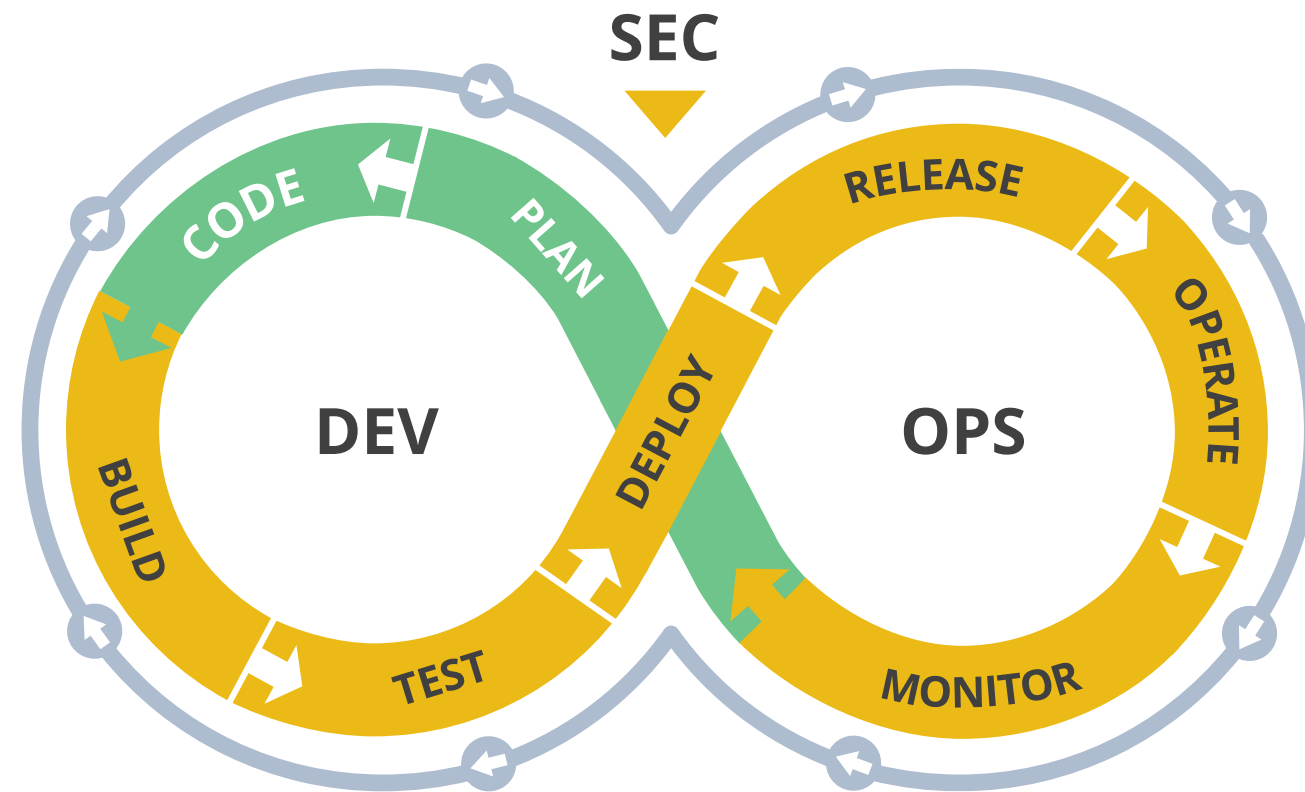 SEC
DEV
OPS
PLAN
CODE
BUILD
TEST
DEPLOY
RELEASE
OPERATE
MONITOR